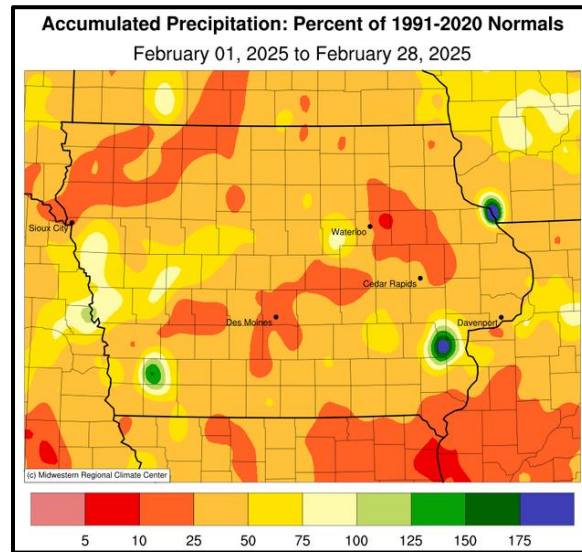 Accumulated Precipitation: Percent of 1991-2020 Normals
February 01, 2025 to February 28, 2025
Sioux City
Waterloo
Cedar Rapids
Des Moines
Davenport
(c) Midwestern Regional Climate Center
5 10 25 50 75 100 125 150 175